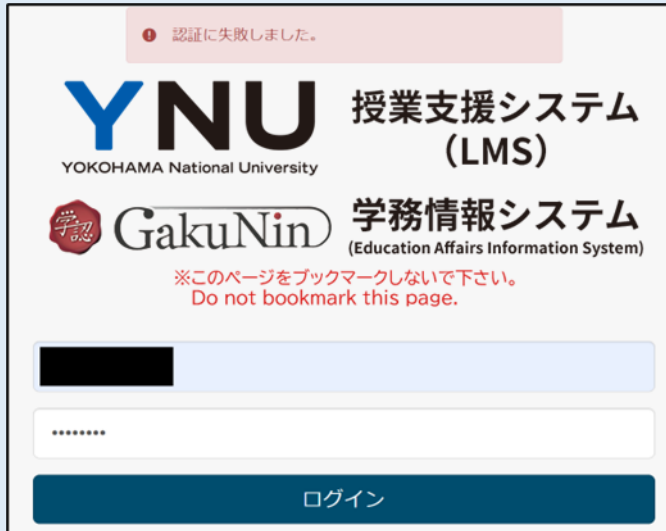 認証に失敗しました。
YNU
YOKOHAMA National University
授業支援システム
(LMS)
学認
GakuNin
学務情報システム
(Education Affairs Information System)
※このページをブックマークしないで下さい。
Do not bookmark this page.
••••••••
ログイン